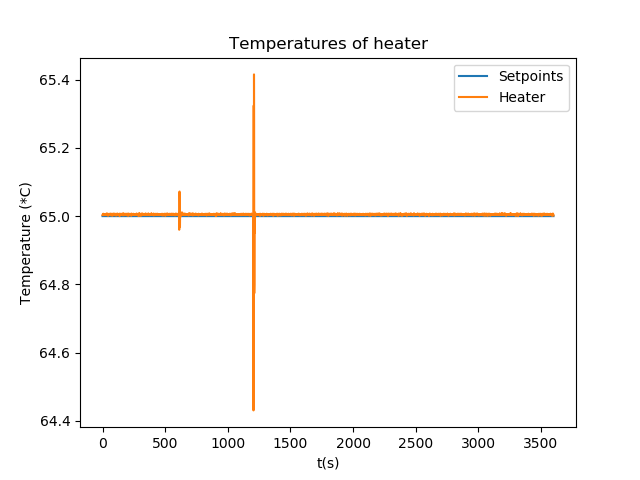 Temperatures of heater
Setpoints
Heater
65.4
65.2
65.0
64.8
64.6
64.4
Temperature (*C)
0 500 1000 1500 2000 2500 3000 3500
t(s)